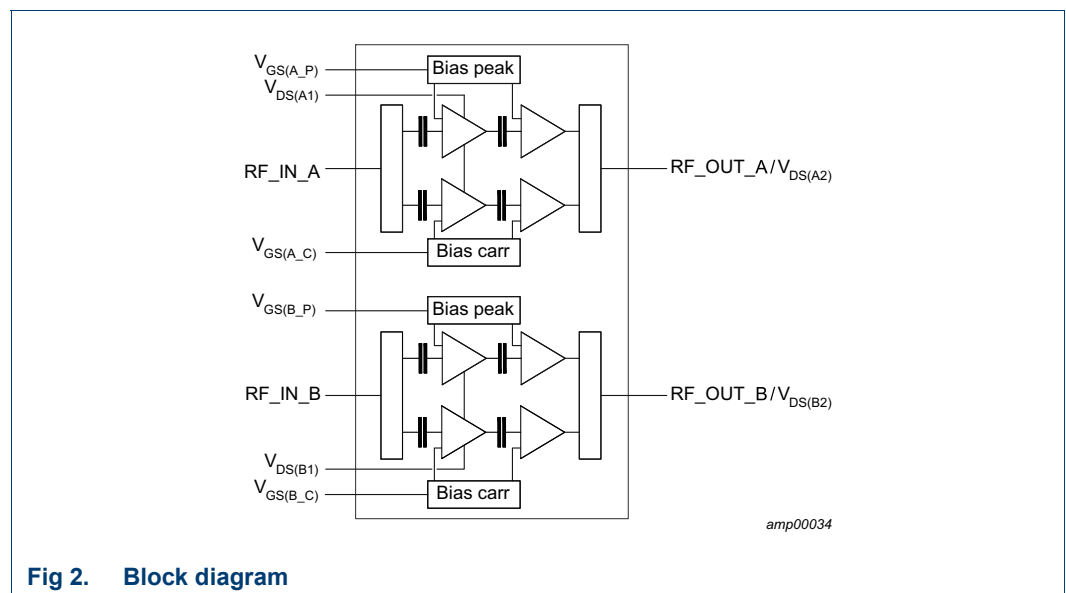 VGS(A_P)
Bias peak
VDS(A1)
RF_IN_A
RF_OUT_A/VDS(A2)
VGS(A_C)
Bias carr
VGS(B_P)
Bias peak
RF_IN_B
RF_OUT_B/VDS(B2)
VDS(B1)
VGS(B_C)
Bias carr
amp00034
Fig 2. Block diagram